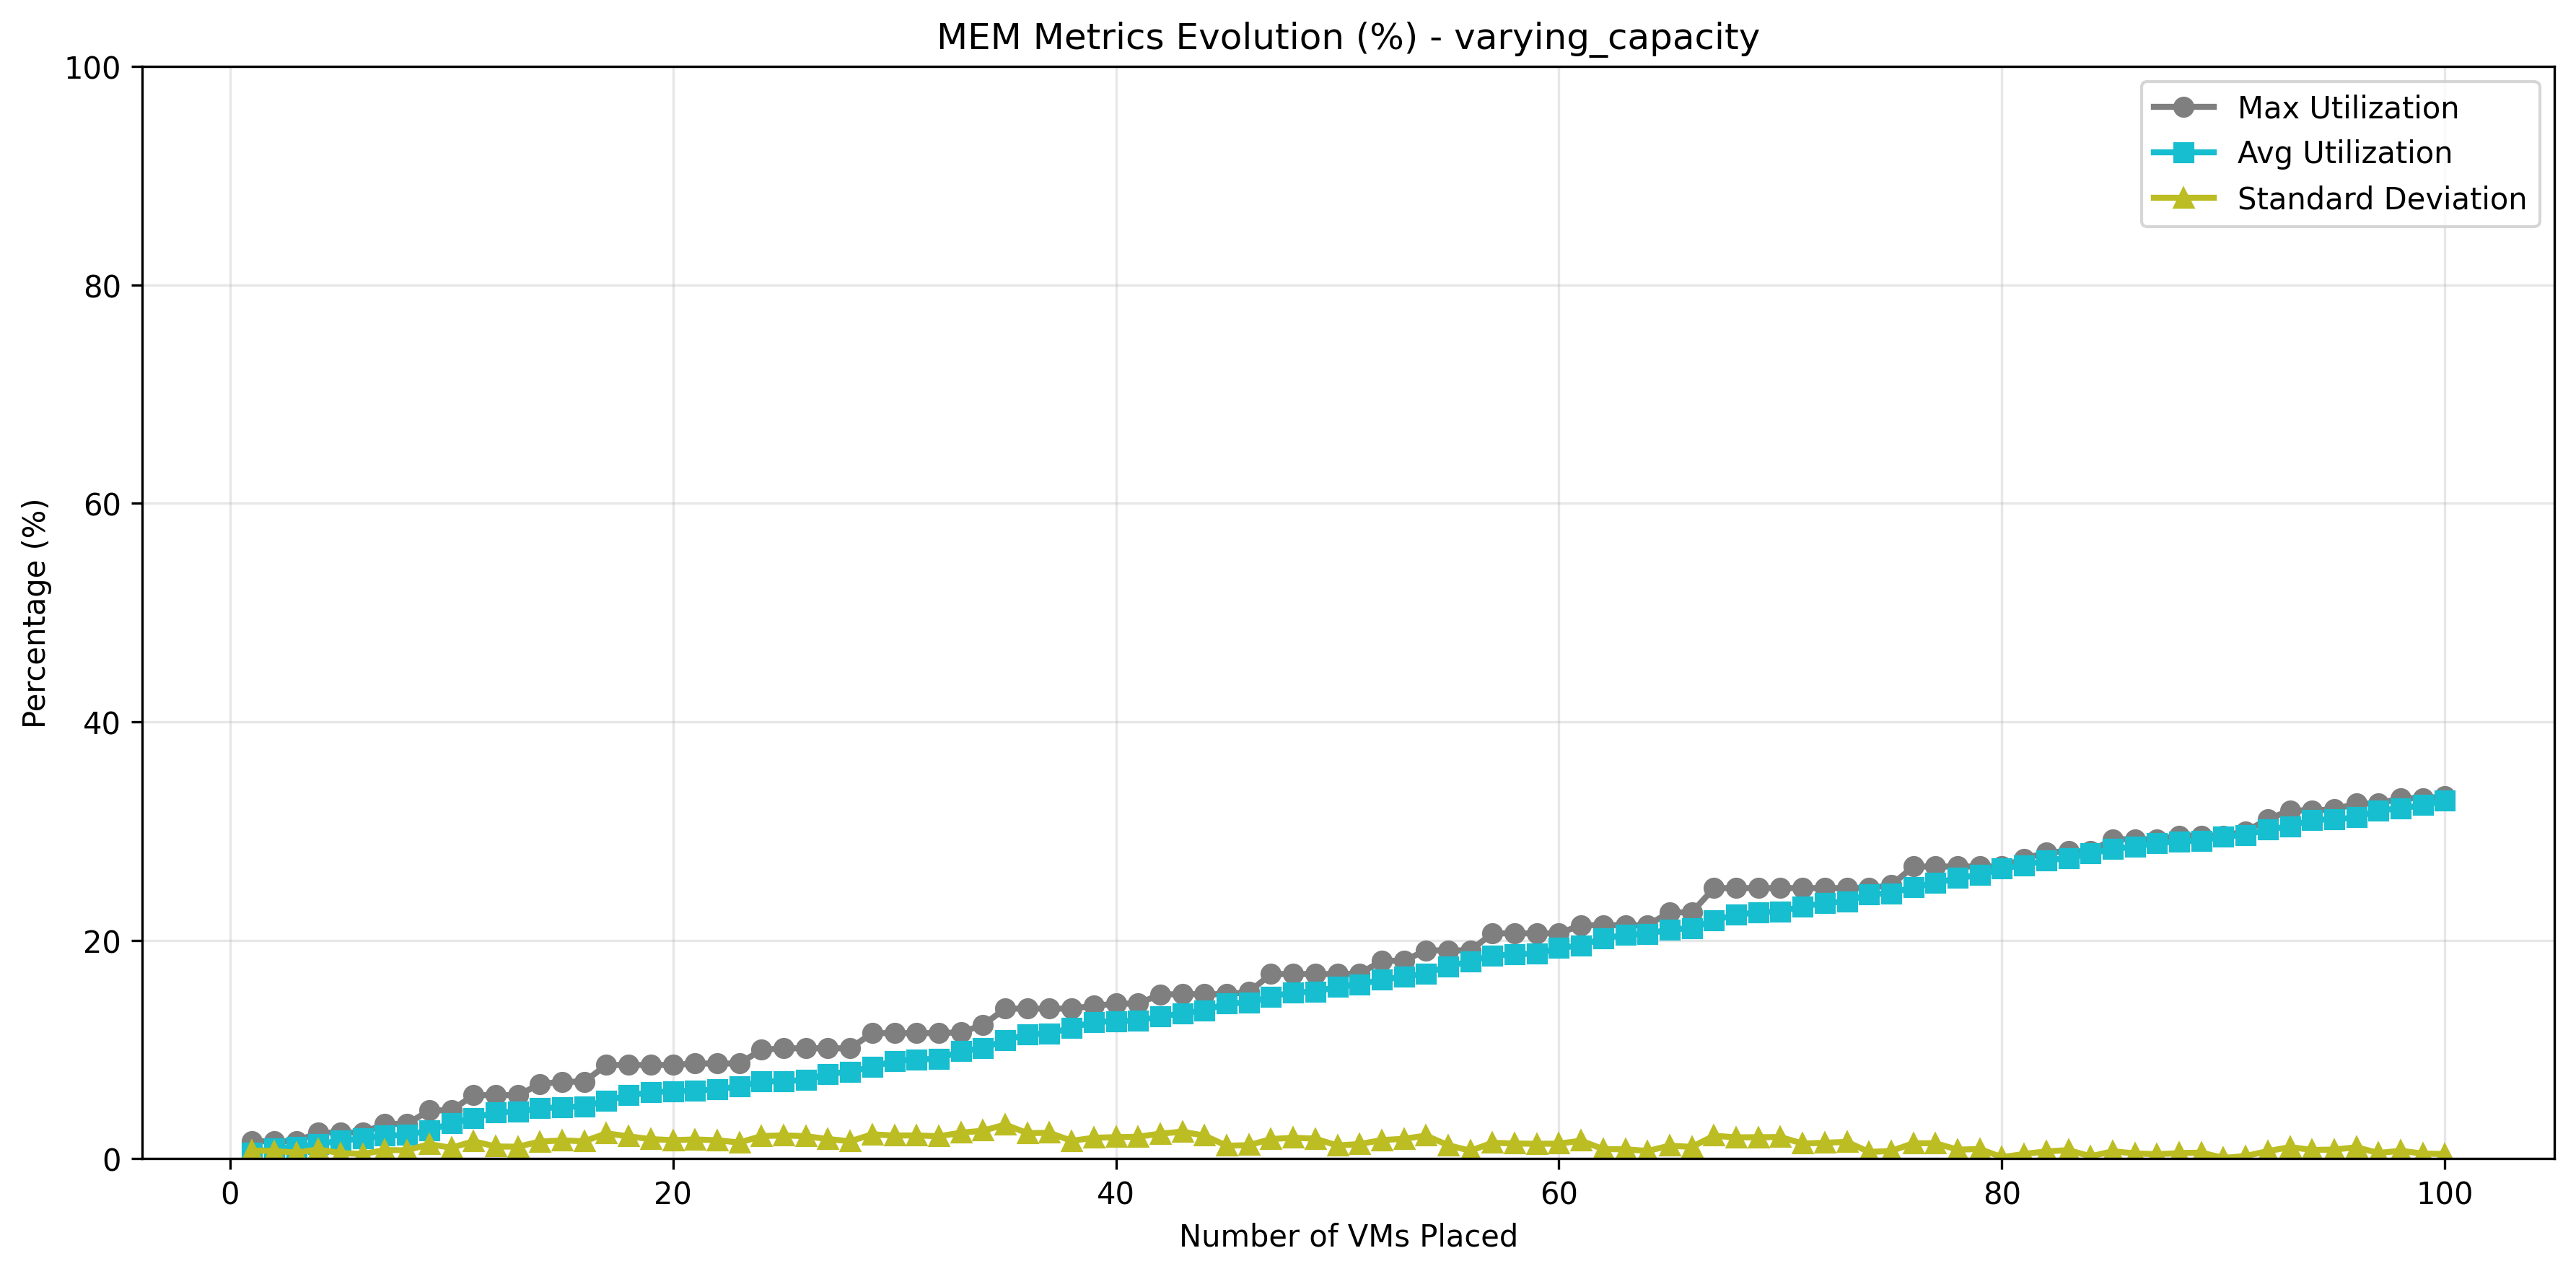 MEM Metrics Evolution (%) - varying_capacity
100
80
60
40
20
0
Percentage (%)
Max Utilization
Avg Utilization
Standard Deviation
0 20 40 60 80 100
Number of VMs Placed